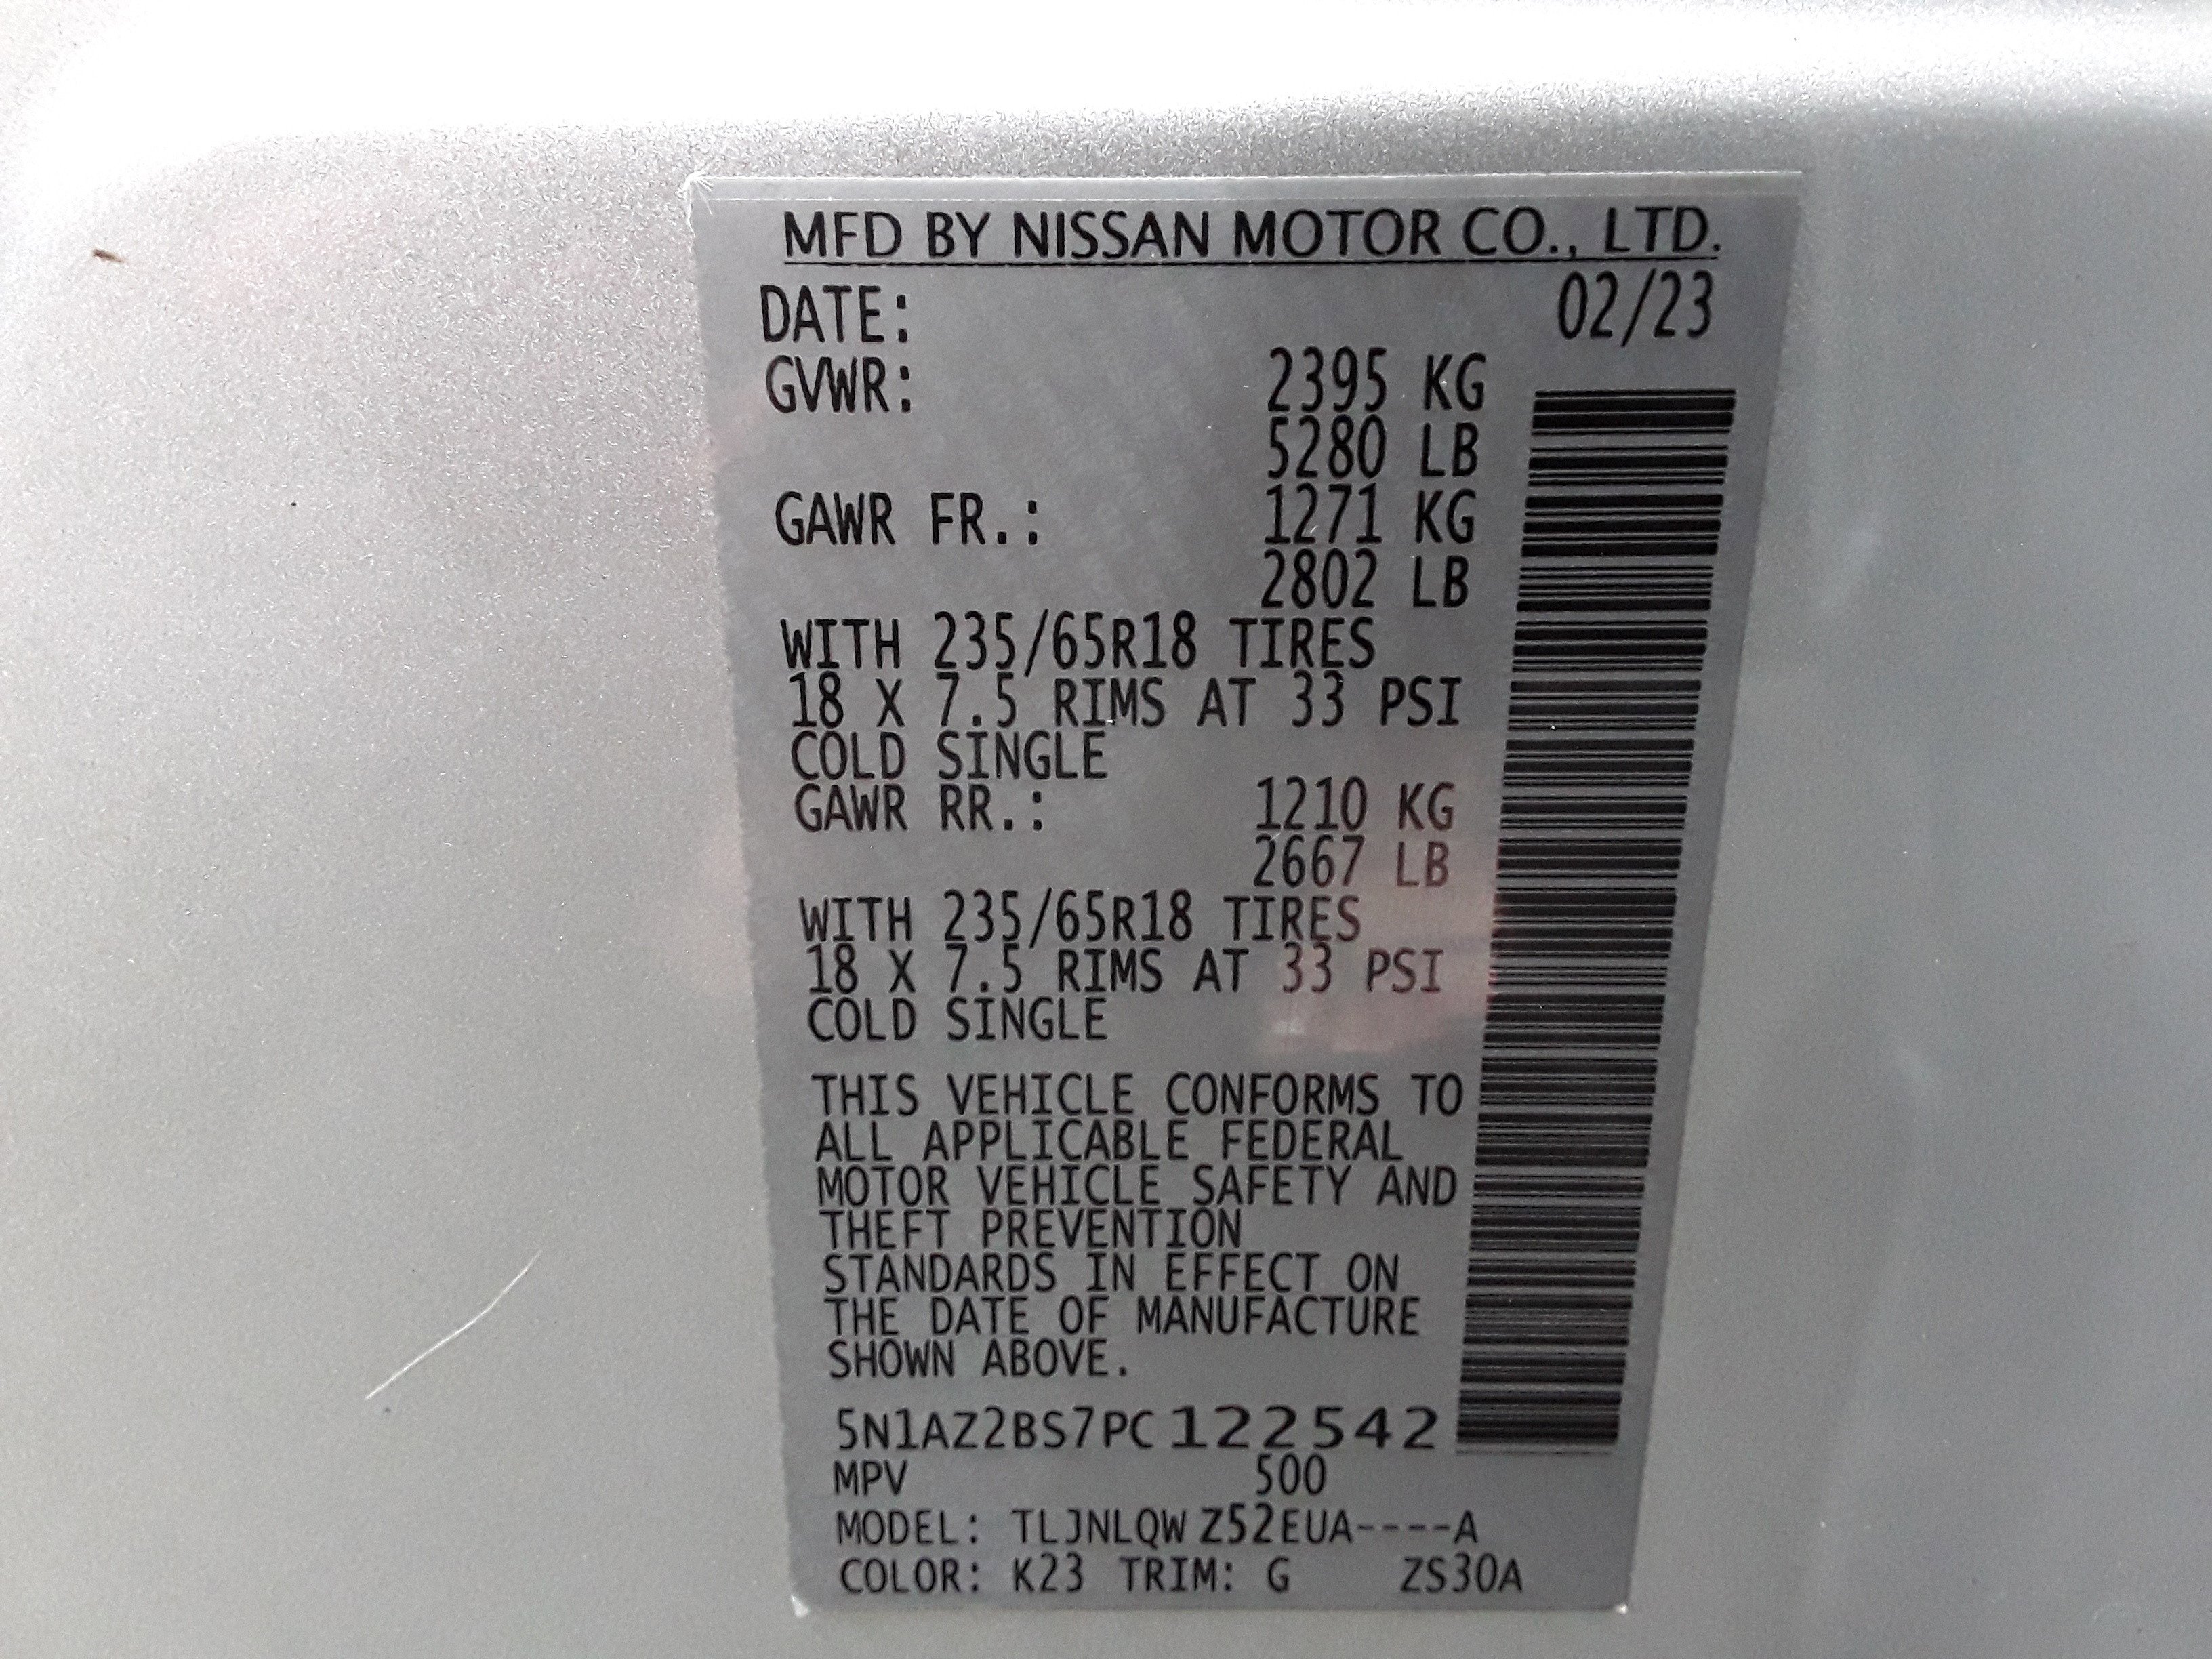 MFD BY NISSAN MOTOR CO., LTD.
DATE: 02/23
GVWR: 2395 KG
5280 LB
GAWR FR.: 1271 KG
2802 LB
WITH 235/65R18 TIRES
18 X 7.5 RIMS AT 33 PSI
COLD SINGLE
GAWR RR.: 1210 KG
2667 LB
WITH 235/65R18 TIRES
18 X 7.5 RIMS AT 33 PSI
COLD SINGLE
THIS VEHICLE CONFORMS TO
ALL APPLICABLE FEDERAL
MOTOR VEHICLE SAFETY AND
THEFT PREVENTION
STANDARDS IN EFFECT ON
THE DATE OF MANUFACTURE
SHOWN ABOVE.
5N1AZ2BS7PC122542
MPV 500
MODEL: TLJNLQW Z52EUA----A
COLOR: K23 TRIM: G ZS30A